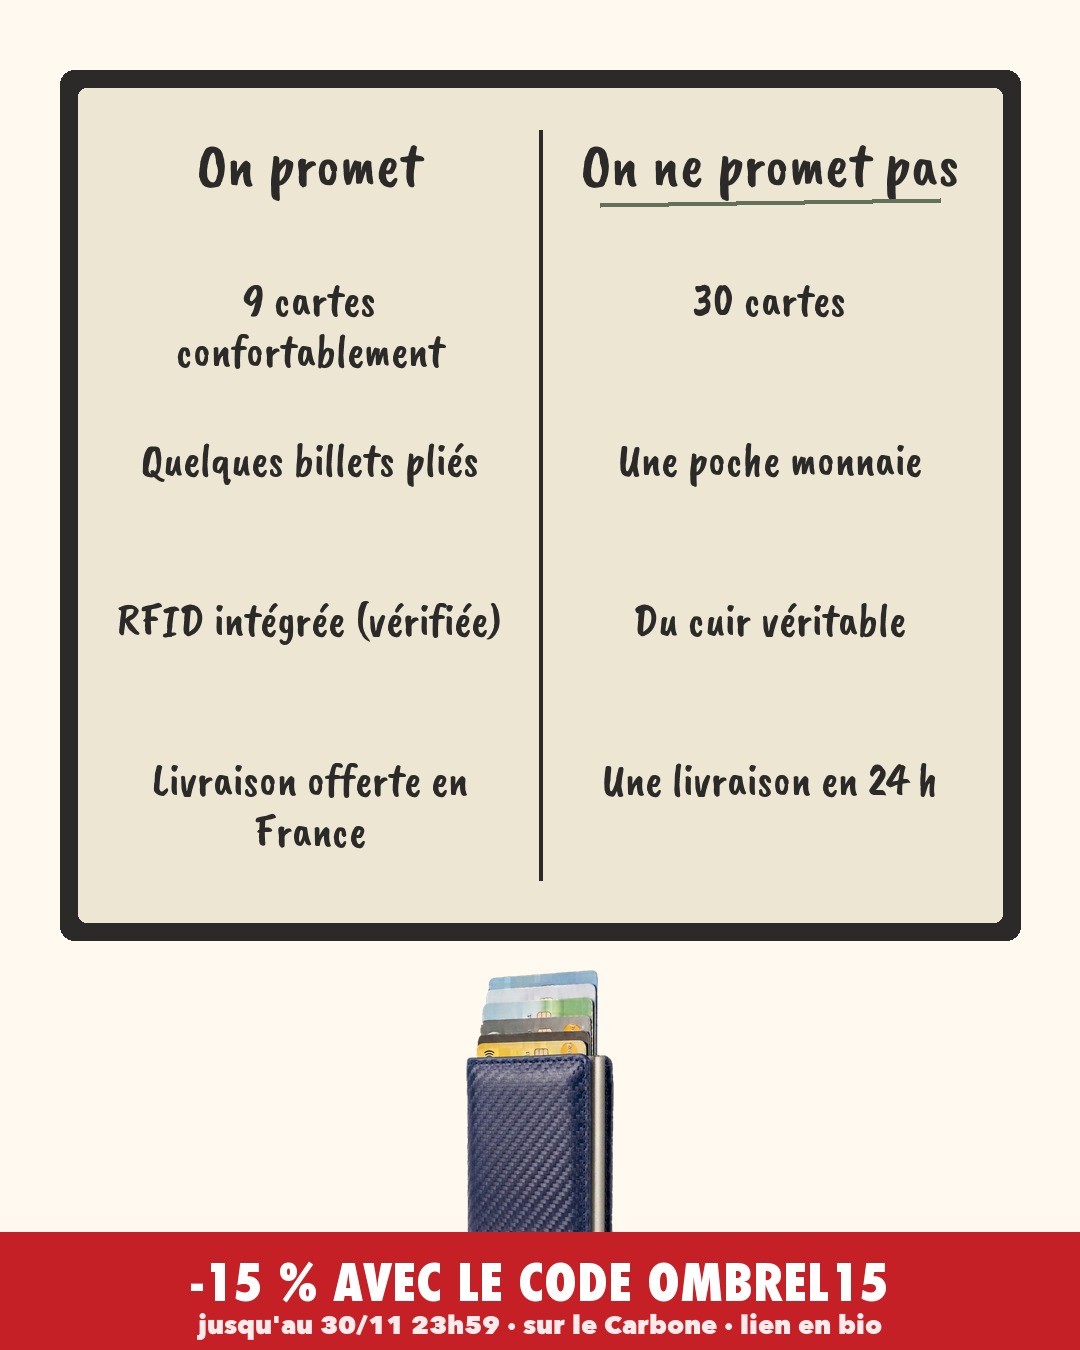 On promet
9 cartes
confortablement
Quelques billets pliés
RFID intégrée (vérifiée)
Livraison offerte en
France
On ne promet pas
30 cartes
Une poche monnaie
Du cuir véritable
Une livraison en 24 h
-15 % AVEC LE CODE OMBREL15
jusqu'au 30/11 23h59 · sur le Carbone · lien en bio